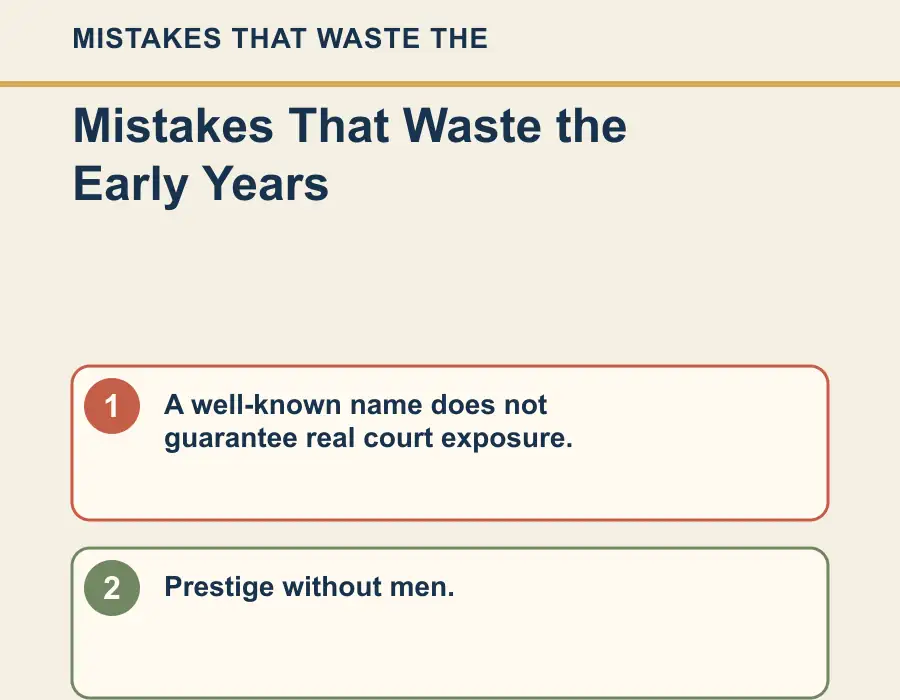 MISTAKES THAT WASTE THE
Mistakes That Waste the
Early Years
1
A well-known name does not
guarantee real court exposure.
2
Prestige without men.